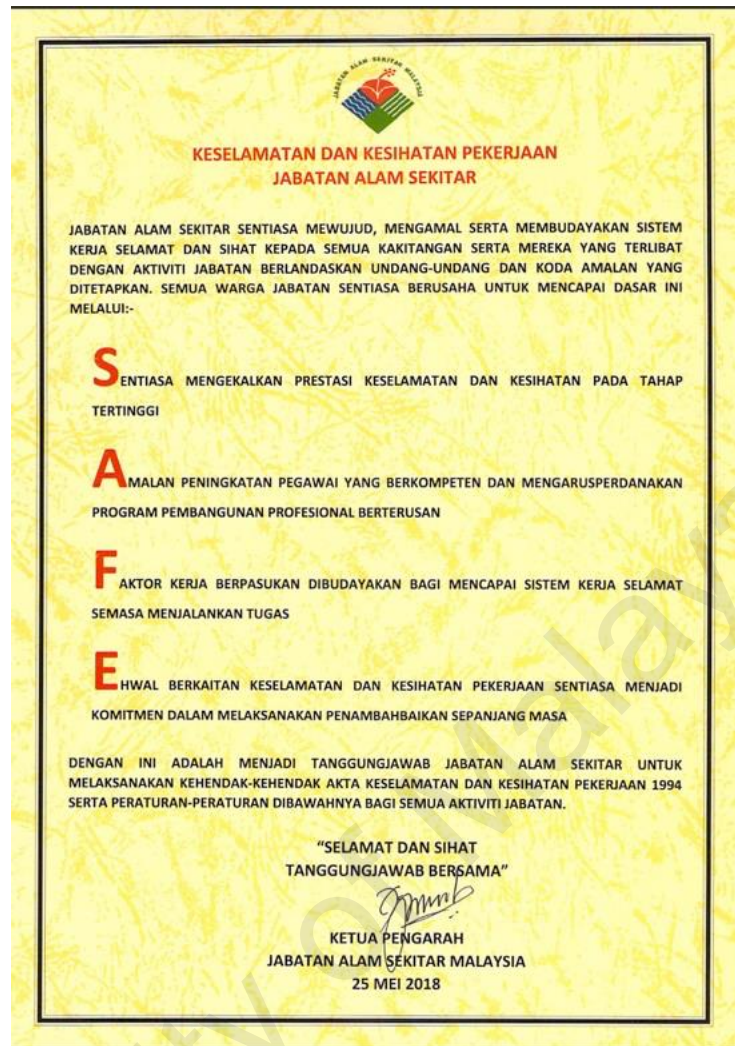 JABATAN ALAM SEKITAR MALAYSIA
KESELAMATAN DAN KESIHATAN PEKERJAAN
JABATAN ALAM SEKITAR
JABATAN ALAM SEKITAR SENTIASA MEWUJUD, MENGAMAL SERTA MEMBUDAYAKAN SISTEM
KERJA SELAMAT DAN SIHAT KEPADA SEMUA KAKITANGAN SERTA MEREKA YANG TERLIBAT
DENGAN AKTIVITI JABATAN BERLANDASKAN UNDANG-UNDANG DAN KODA AMALAN YANG
DITETAPKAN. SEMUA WARGA JABATAN SENTIASA BERUSAHA UNTUK MENCAPAI DASAR INI
MELALUI:-
SENTIASA MENGEKALKAN PRESTASI KESELAMATAN DAN KESIHATAN PADA TAHAP
TERTINGGI
AMALAN PENINGKATAN PEGAWAI YANG BERKOMPETEN DAN MENGARUSPERDANAKAN
PROGRAM PEMBANGUNAN PROFESIONAL BERTERUSAN
FAKTOR KERJA BERPASUKAN DIBUDAYAKAN BAGI MENCAPAI SISTEM KERJA SELAMAT
SEMASA MENJALANKAN TUGAS
EHWAL BERKAITAN KESELAMATAN DAN KESIHATAN PEKERJAAN SENTIASA MENJADI
KOMITMEN DALAM MELAKSANAKAN PENAMBAHBAIKAN SEPANJANG MASA
DENGAN INI ADALAH MENJADI TANGGUNGJAWAB JABATAN ALAM SEKITAR UNTUK
MELAKSANAKAN KEHENDAK-KEHENDAK AKTA KESELAMATAN DAN KESIHATAN PEKERJAAN 1994
SERTA PERATURAN-PERATURAN DIBAWAHNYA BAGI SEMUA AKTIVITI JABATAN.
"SELAMAT DAN SIHAT
TANGGUNGJAWAB BERSAMA"
KETUA PENGARAH
JABATAN ALAM SEKITAR MALAYSIA
25 MEI 2018
ity of Malaya